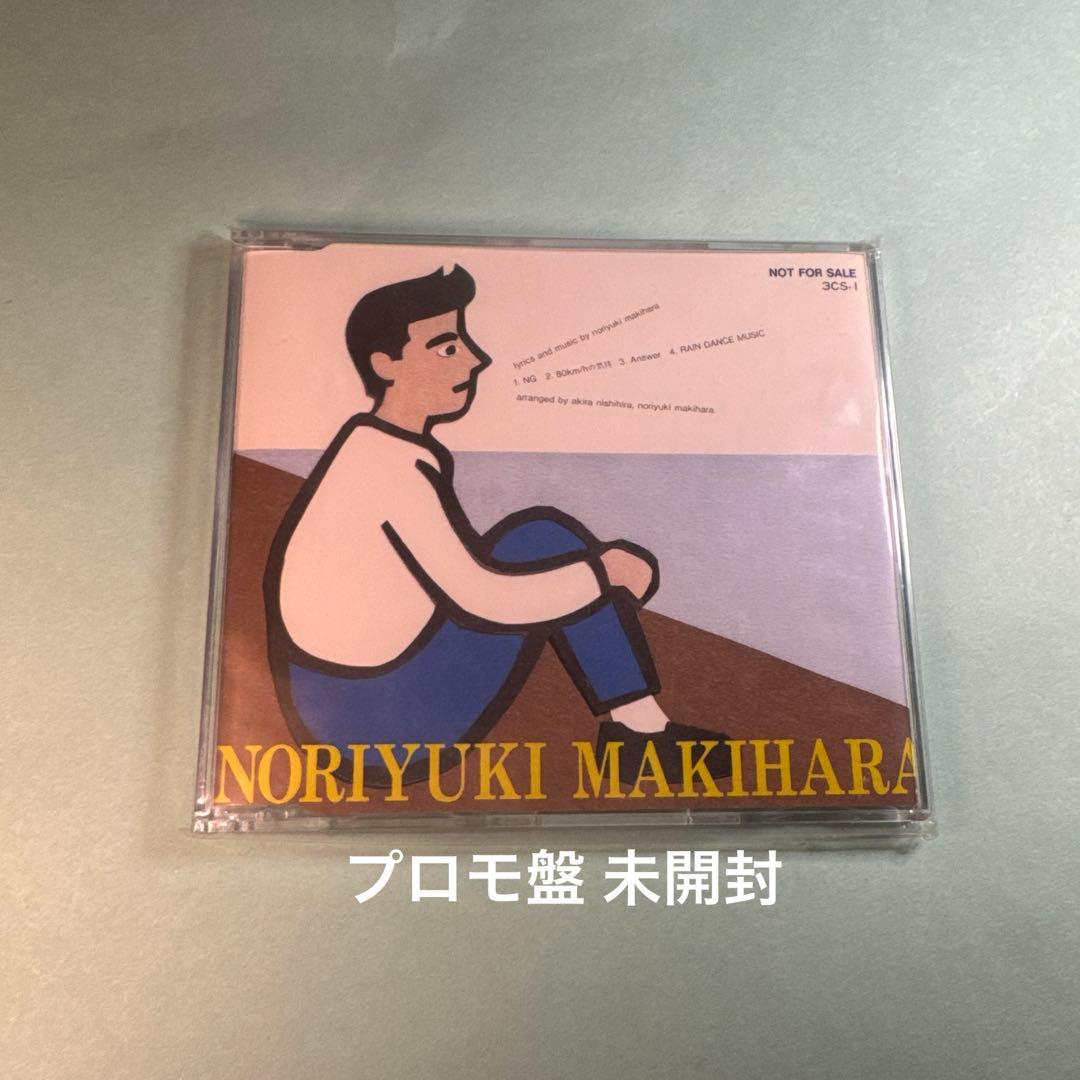 NOT FOR SALE
3CS-1
lyrics and music by noriyuki makihara
1. NG 2. 80km/hの気持 3. Answer 4. RAIN DANCE MUSIC
arranged by akira nishihira, noriyuki makihara
NORIYUKI MAKIHARA
プロモ盤 未開封